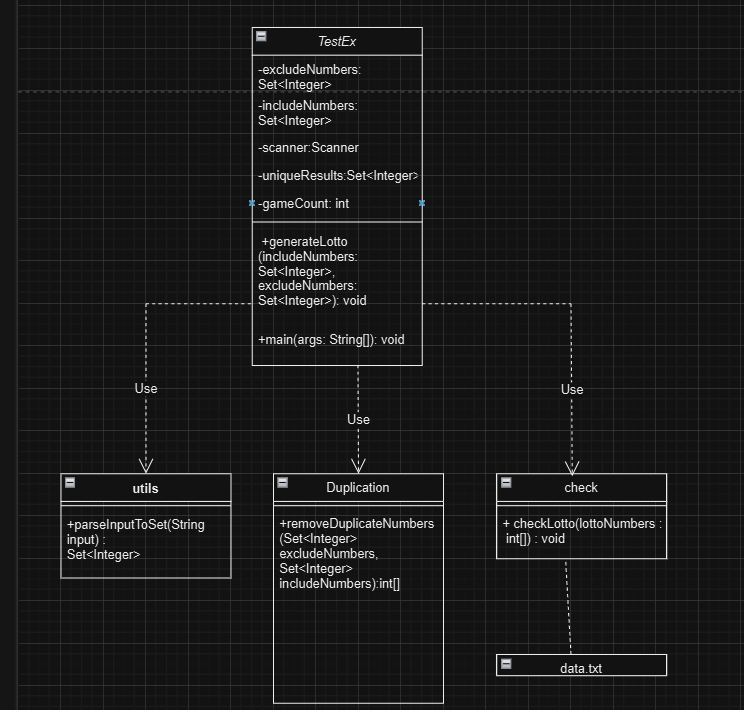 TestEx
-excludeNumbers:
Set<Integer>
-includeNumbers:
Set<Integer>
-scanner:Scanner
-uniqueResults:Set<Integer>
-gameCount: int
+generateLotto
(includeNumbers:
Set<Integer>,
excludeNumbers:
Set<Integer>): void
+main(args: String[]): void
Use
Use
Use
utils
+parseInputToSet(String
input) :
Set<Integer>
Duplication
+removeDuplicateNumbers
(Set<Integer>
excludeNumbers,
Set<Integer>
includeNumbers):int[]
check
+ checkLotto(lottoNumbers :
int[]) : void
data.txt